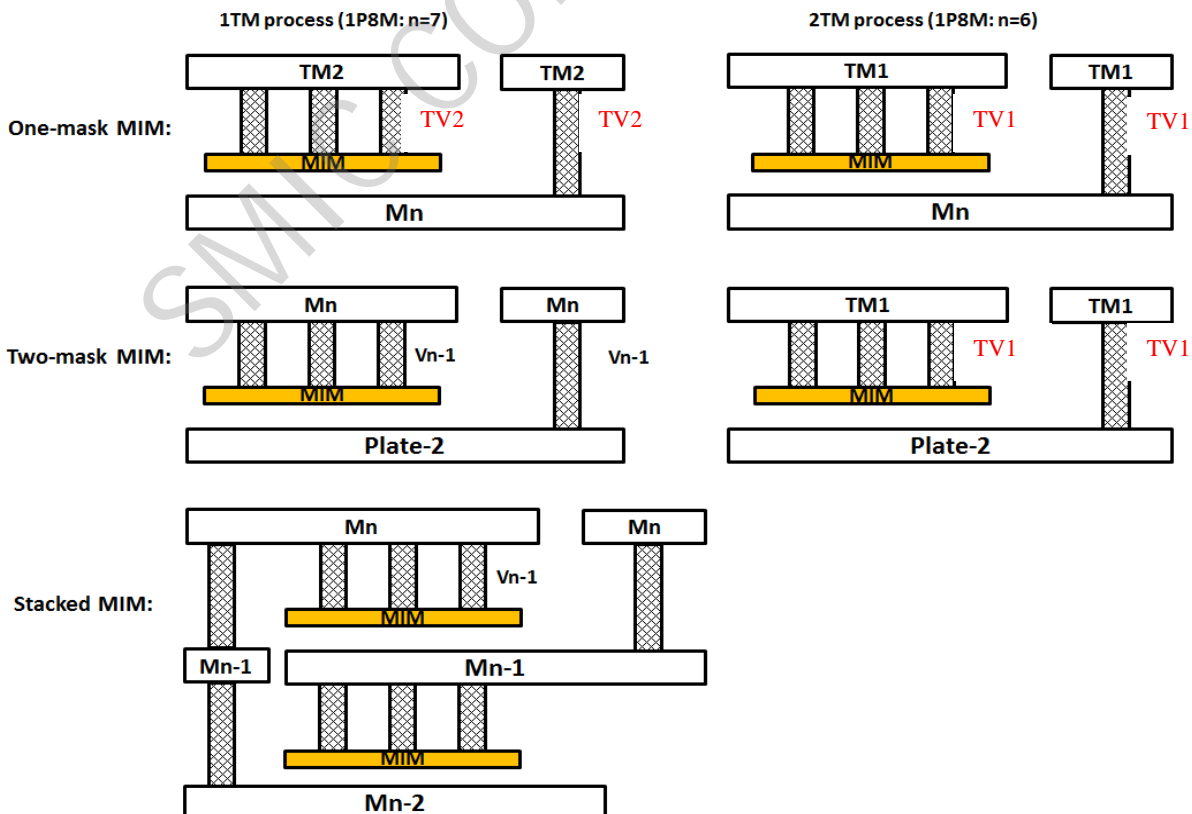 1TM process (1P8M: n=7) 2TM process (1P8M: n=6)
TM2 TM2 TM1 TM1
One-mask MIM: TV2 TV2 TV1 TV1
MIM MIM
Mn Mn
Mn Mn TM1 TM1
Two-mask MIM: Vn-1 Vn-1 TV1 TV1
MIM MIM
Plate-2 Plate-2
Mn Mn
Vn-1
Stacked MIM: MIM
Mn-1 Mn-1
MIM
Mn-2
SMIC